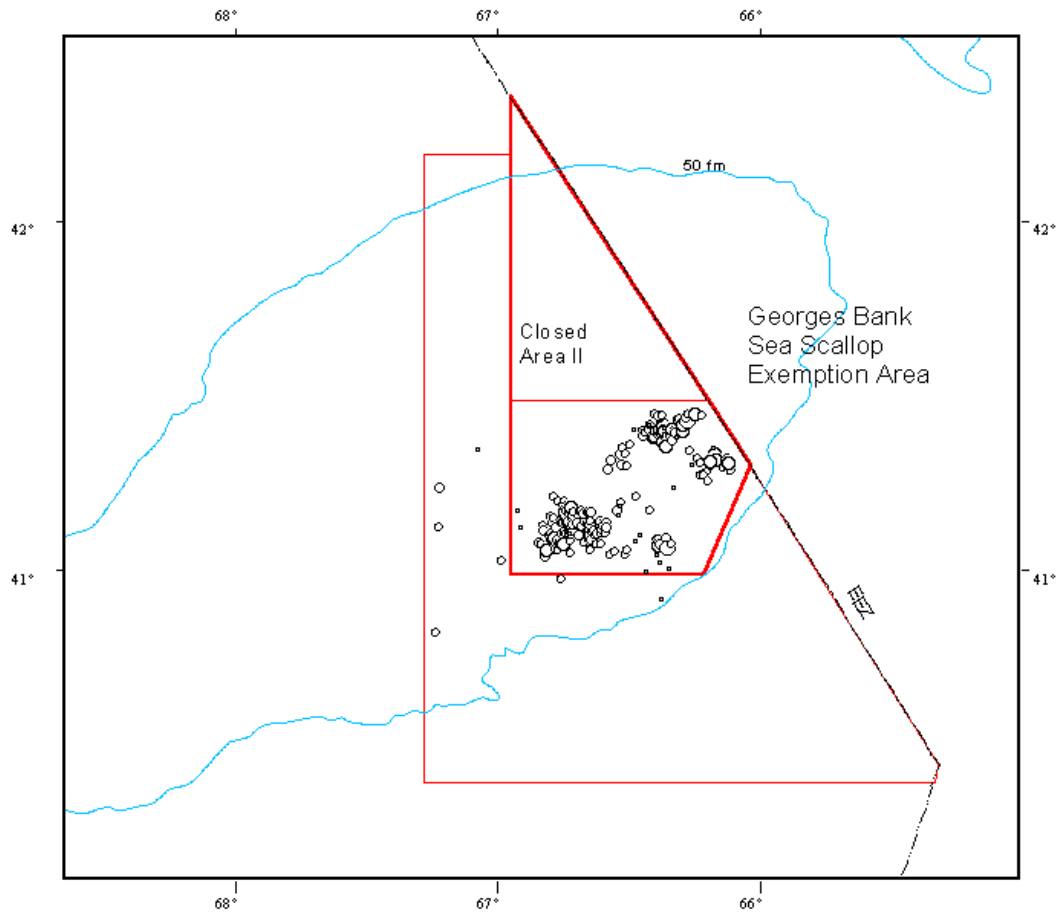 68°
67°
66°
50 fm
42°
42°
Georges Bank
Sea Scallop
Exemption Area
Closed
Area II
41°
41°
EEZ
68°
67°
66°